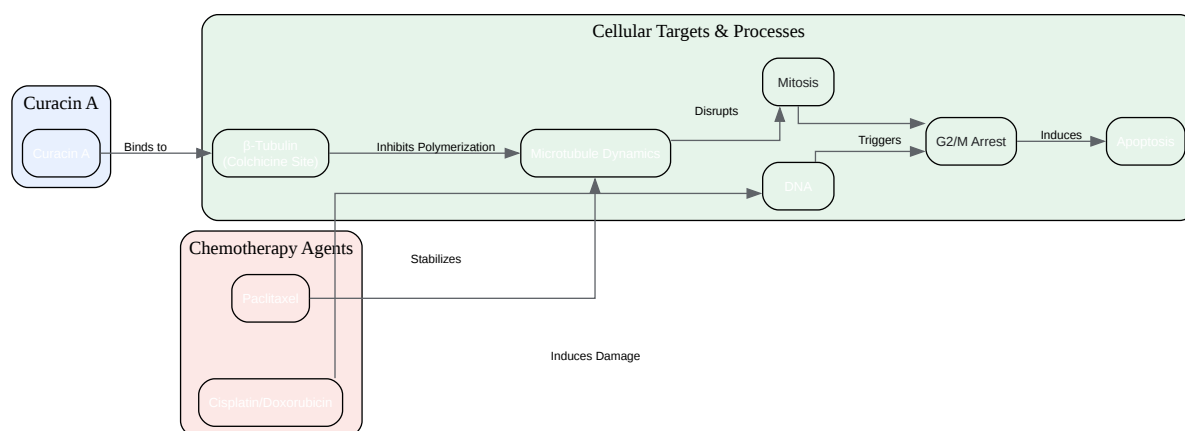 Cellular Targets & Processes
Curacin A
Curacin A
Binds to
β-Tubulin
(Colchicine Site)
Inhibits Polymerization
Microtubule Dynamics
Disrupts
Mitosis
DNA
Triggers
G2/M Arrest
Induces
Apoptosis
Chemotherapy Agents
Paclitaxel
Stabilizes
Cisplatin/Doxorubicin
Induces Damage